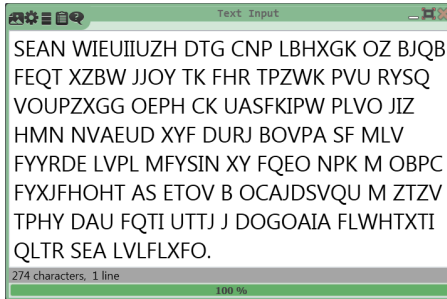 Text Input
SEAN WIEUIIUZH DTG CNP LBHXGK OZ BJQB
FEQT XZBW JJOY TK FHR TPZWK PVU RYSQ
VOUPZXGG OEPH CK UASFKIPW PLVO JIZ
HMN NVAEUD XYF DURJ BOVPA SF MLV
FYYRDE LVPL MFYSIN XY FQEO NPK M OBPC
FYXJFHOHT AS ETOV B OCAJDSVQU M ZTZV
TPHY DAU FQTI UTTJ J DOGOAIA FLWHTXTI
QLTR SEA LVLFLXFO.
274 characters, 1 line
100 %